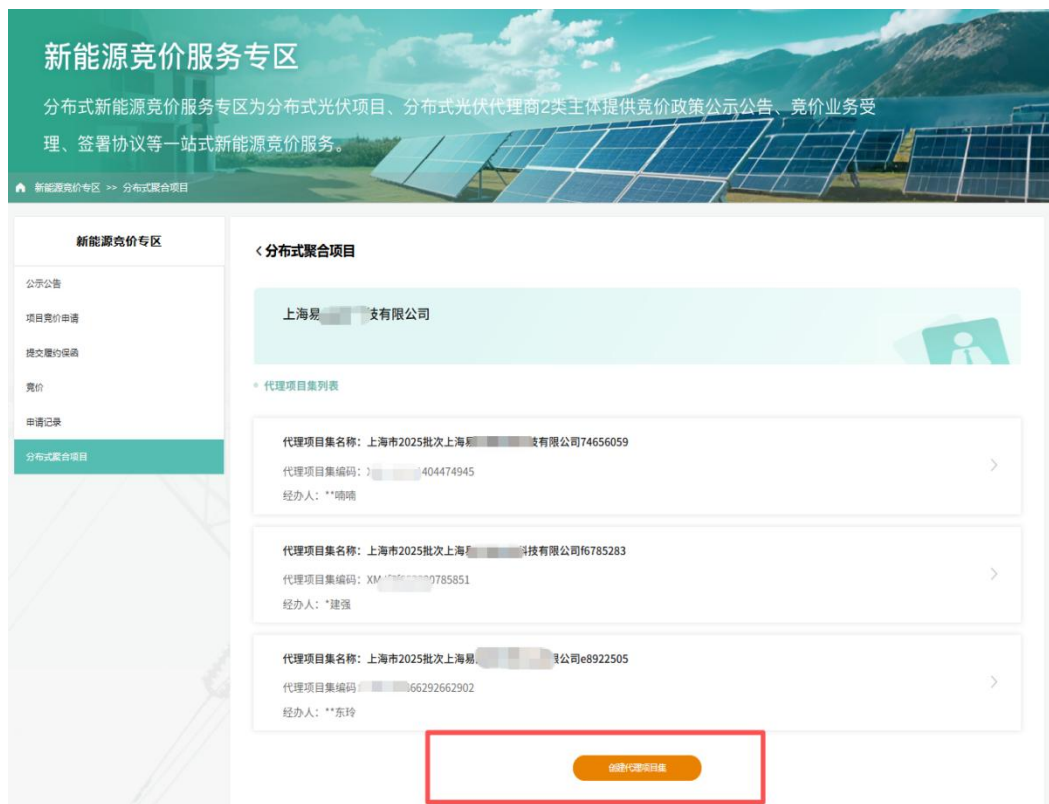 新能源竞价服务专区
分布式新能源竞价服务专区为分布式光伏项目、分布式光伏代理商2类主体提供竞价政策公示公告、竞价业务受
理、签署协议等一站式新能源竞价服务。
新能源竞价专区 >> 分布式聚合项目
新能源竞价专区
公示公告
项目竞价申请
提交履约保函
竞价
申请记录
分布式聚合项目
分布式聚合项目
上海易 技有限公司
代理项目集列表
代理项目集名称：上海市2025批次上海易 技有限公司74656059
代理项目集编码： 404474945
经办人：**喃喃
代理项目集名称：上海市2025批次上海易 科技有限公司f6785283
代理项目集编码：XM 0785851
经办人：*建强
代理项目集名称：上海市2025批次上海易 限公司e8922505
代理项目集编码： 66292662902
经办人：**东玲
创建代理项目集